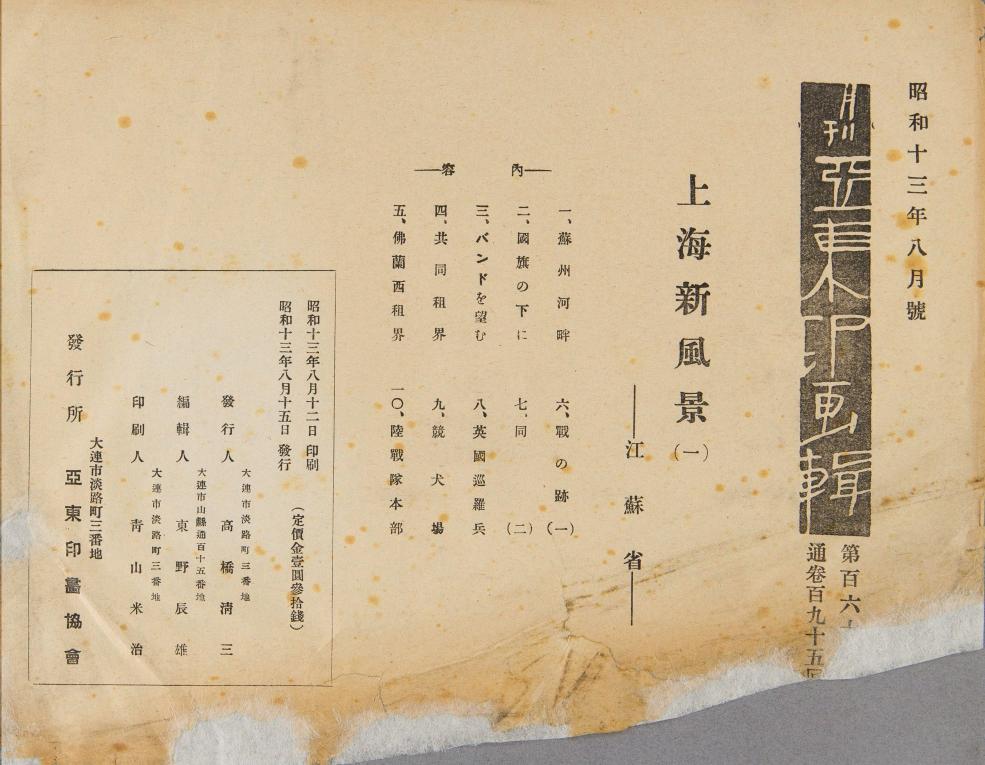 昭和十三年八月號
月刊
亞東印画輯
第百六十
通卷百九十五回
上海新風景(一)
——江蘇省——
——內容——
一、蘇州河畔
二、國旗の下に
三、バンドを望む
四、共同租界
五、佛蘭西租界
六、戰の跡(一)
七、同(二)
八、英國巡羅兵
九、競犬場
一〇、陸戰隊本部
昭和十三年八月十二日 印刷
昭和十三年八月十五日 發行
(定價金壹圓參拾錢)
大連市淡路町三番地
發行人 高橋淸三
大連市山縣通百十五番地
編輯人 東野辰雄
大連市淡路町三番地
印刷人 靑山米治
大連市淡路町三番地
發行所 亞東印畫協會